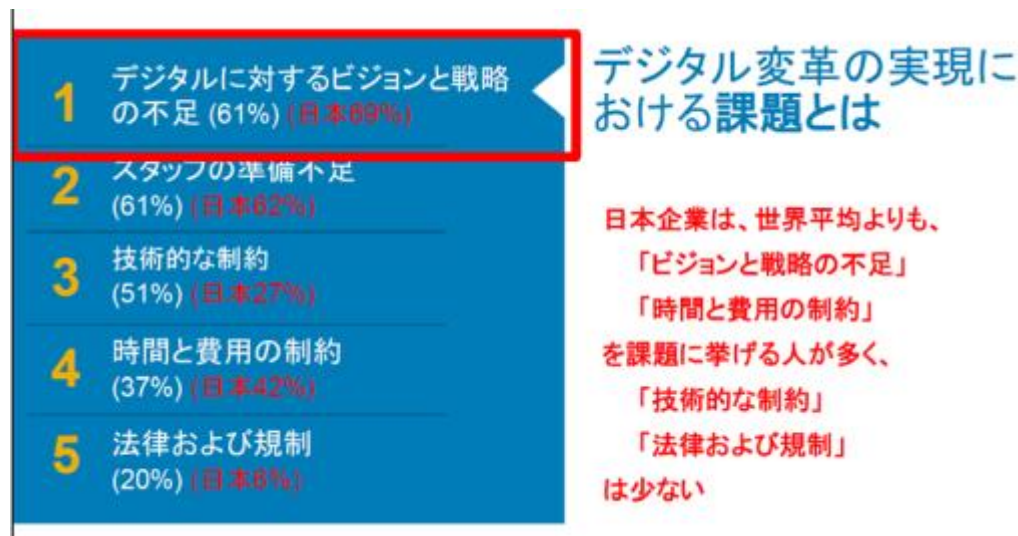 1
デジタルに対するビジョンと戦略
の不足 (61%) (日本69%)
2
スタッフの準備不足
(61%) (日本62%)
3
技術的な制約
(51%) (日本27%)
4
時間と費用の制約
(37%) (日本42%)
5
法律および規制
(20%) (日本6%)
デジタル変革の実現に
おける課題とは
日本企業は、世界平均よりも、
「ビジョンと戦略の不足」
「時間と費用の制約」
を課題に挙げる人が多く、
「技術的な制約」
「法律および規制」
は少ない